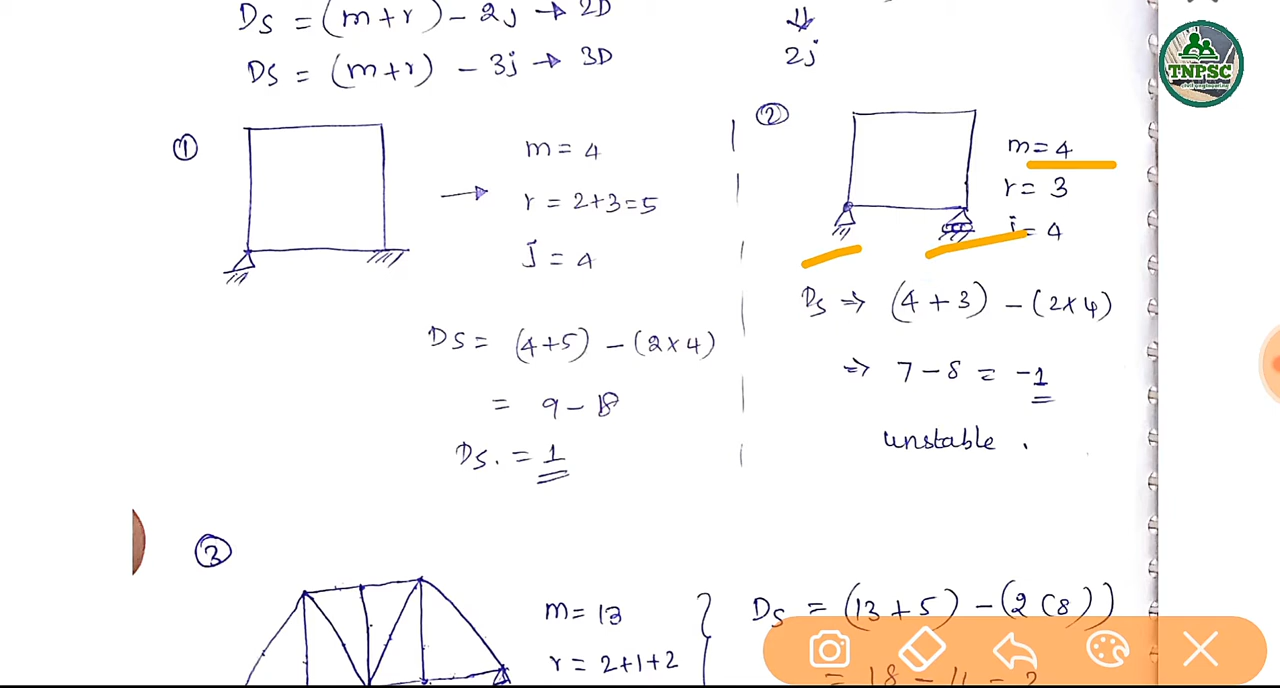 DS = (m+r) - 2j → 2D
DS = (m+r) - 3j → 3D
⇓
2j
TNPSC
①
m = 4
r = 2+3=5
J = 4
DS = (4+5) - (2×4)
= 9 - 8
DS. = 1
②
m = 4
r = 3
j = 4
DS ⇒ (4+3) - (2×4)
⇒ 7-8 = -1
unstable .
③
m = 13
r = 2+1+2
DS = (13+5) - (2(8))